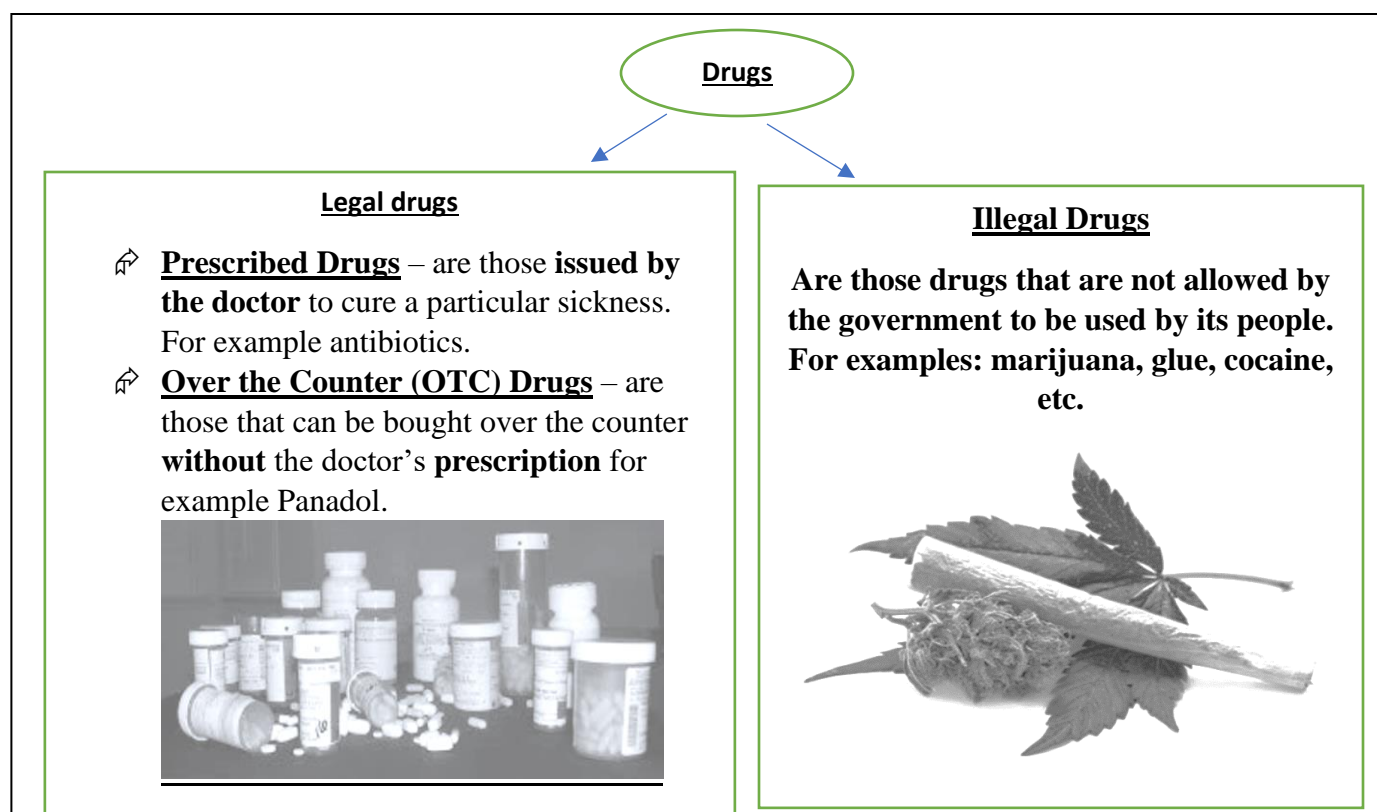 Drugs
Legal drugs
Prescribed Drugs – are those issued by
the doctor to cure a particular sickness.
For example antibiotics.
Over the Counter (OTC) Drugs – are
those that can be bought over the counter
without the doctor’s prescription for
example Panadol.
Illegal Drugs
Are those drugs that are not allowed by
the government to be used by its people.
For examples: marijuana, glue, cocaine,
etc.